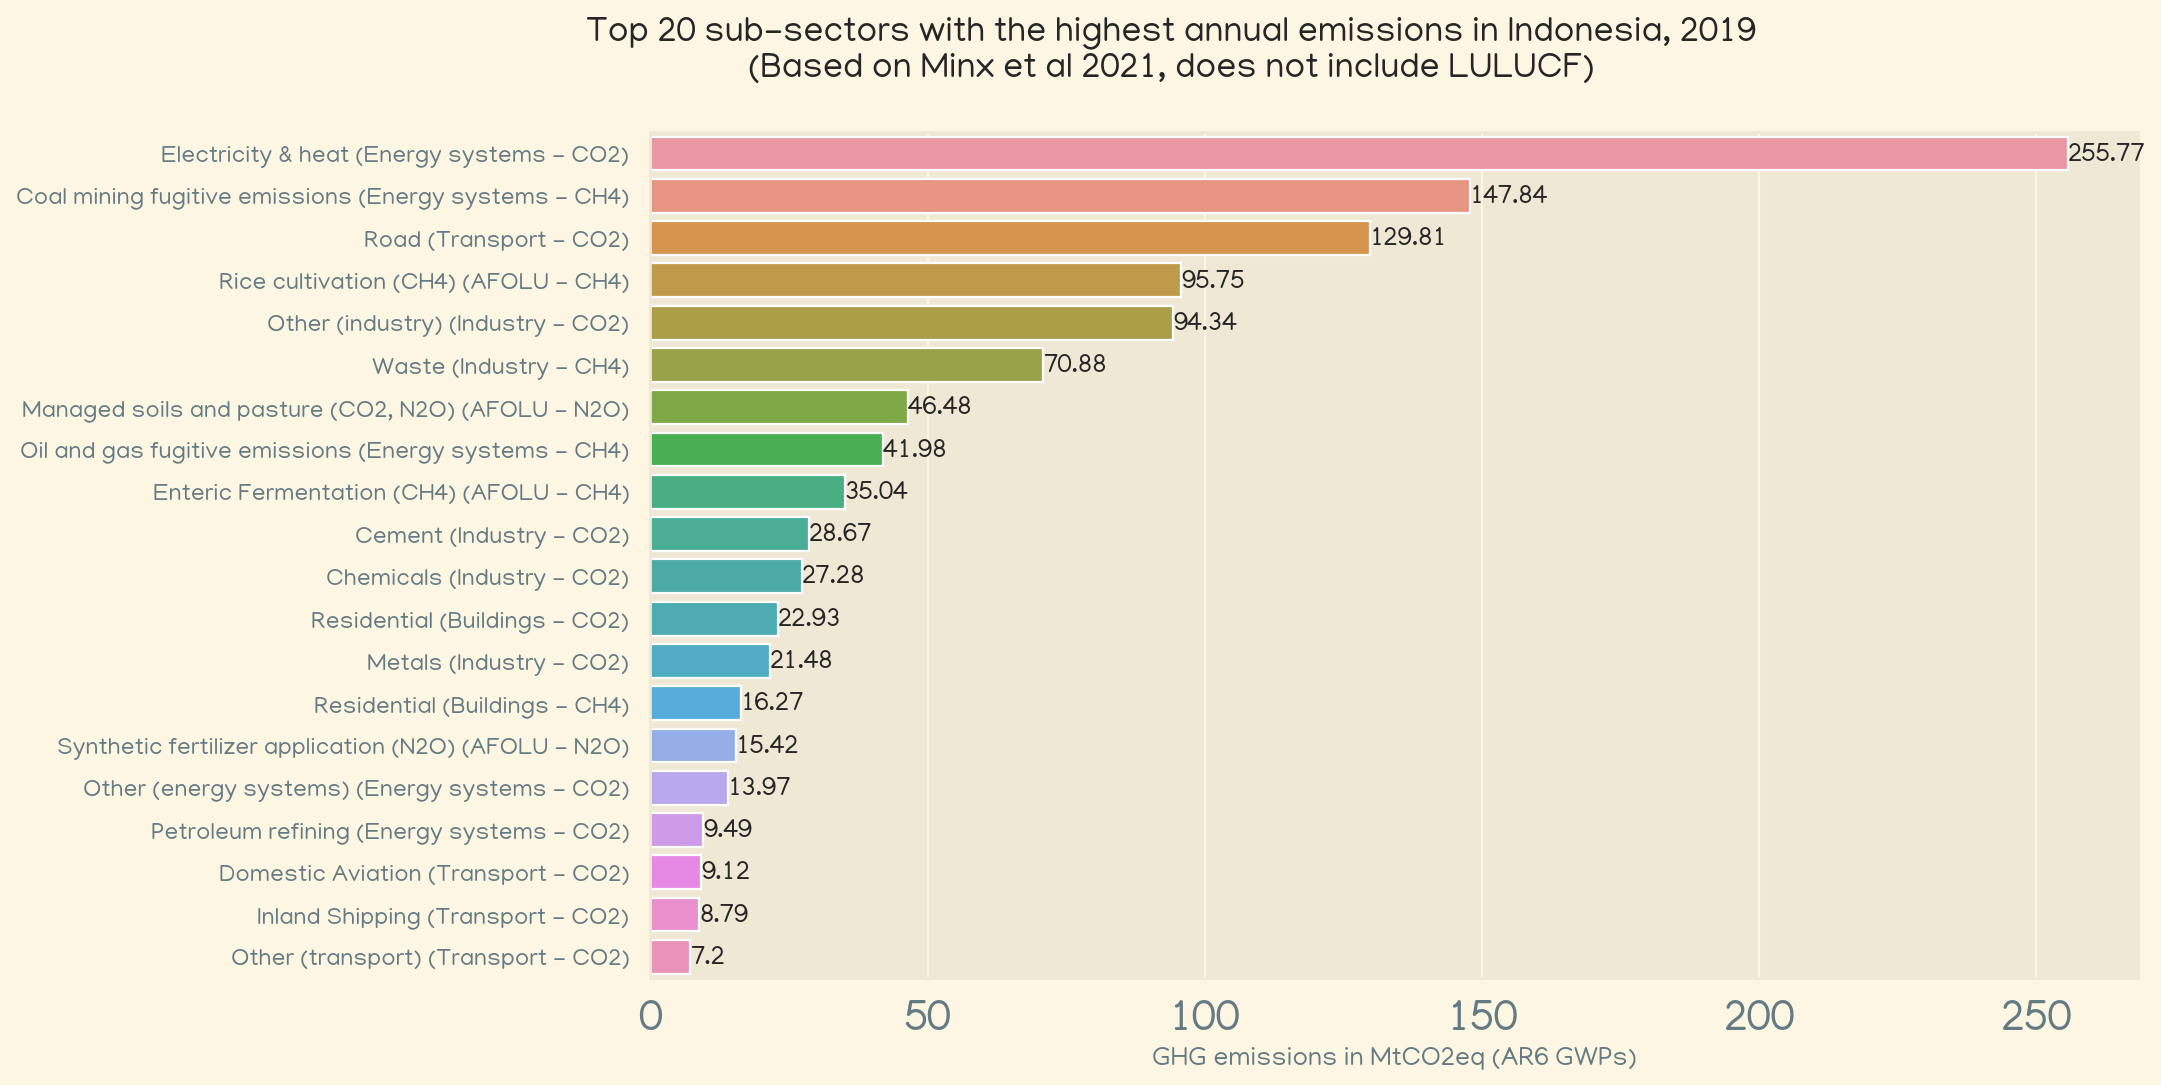 Top 20 sub-sectors with the highest annual emissions in Indonesia, 2019
(Based on Minx et al 2021, does not include LULUCF)
Electricity & heat (Energy systems - CO2) 255.77
Coal mining fugitive emissions (Energy systems - CH4) 147.84
Road (Transport - CO2) 129.81
Rice cultivation (CH4) (AFOLU - CH4) 95.75
Other (industry) (Industry - CO2) 94.34
Waste (Industry - CH4) 70.88
Managed soils and pasture (CO2, N2O) (AFOLU - N2O) 46.48
Oil and gas fugitive emissions (Energy systems - CH4) 41.98
Enteric Fermentation (CH4) (AFOLU - CH4) 35.04
Cement (Industry - CO2) 28.67
Chemicals (Industry - CO2) 27.28
Residential (Buildings - CO2) 22.93
Metals (Industry - CO2) 21.48
Residential (Buildings - CH4) 16.27
Synthetic fertilizer application (N2O) (AFOLU - N2O) 15.42
Other (energy systems) (Energy systems - CO2) 13.97
Petroleum refining (Energy systems - CO2) 9.49
Domestic Aviation (Transport - CO2) 9.12
Inland Shipping (Transport - CO2) 8.79
Other (transport) (Transport - CO2) 7.2
0 50 100 150 200 250
GHG emissions in MtCO2eq (AR6 GWPs)